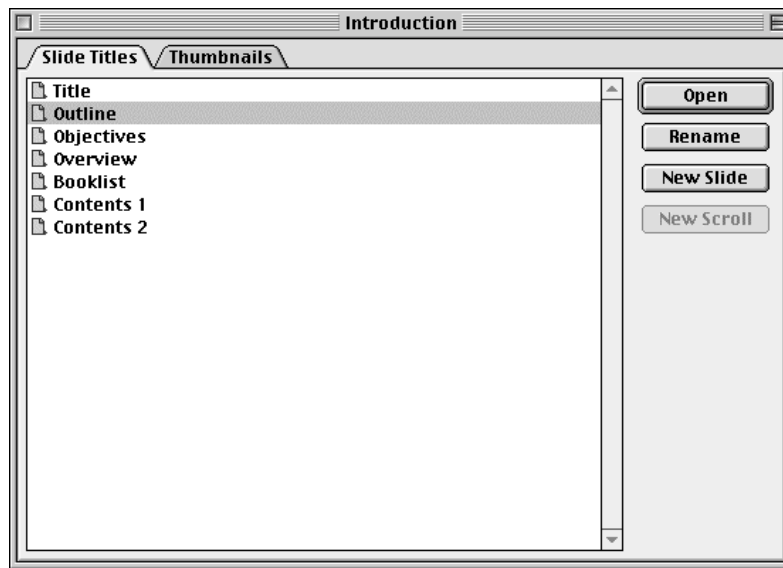 Introduction
Slide Titles Thumbnails
Title
Outline
Objectives
Overview
Booklist
Contents 1
Contents 2
Open
Rename
New Slide
New Scroll